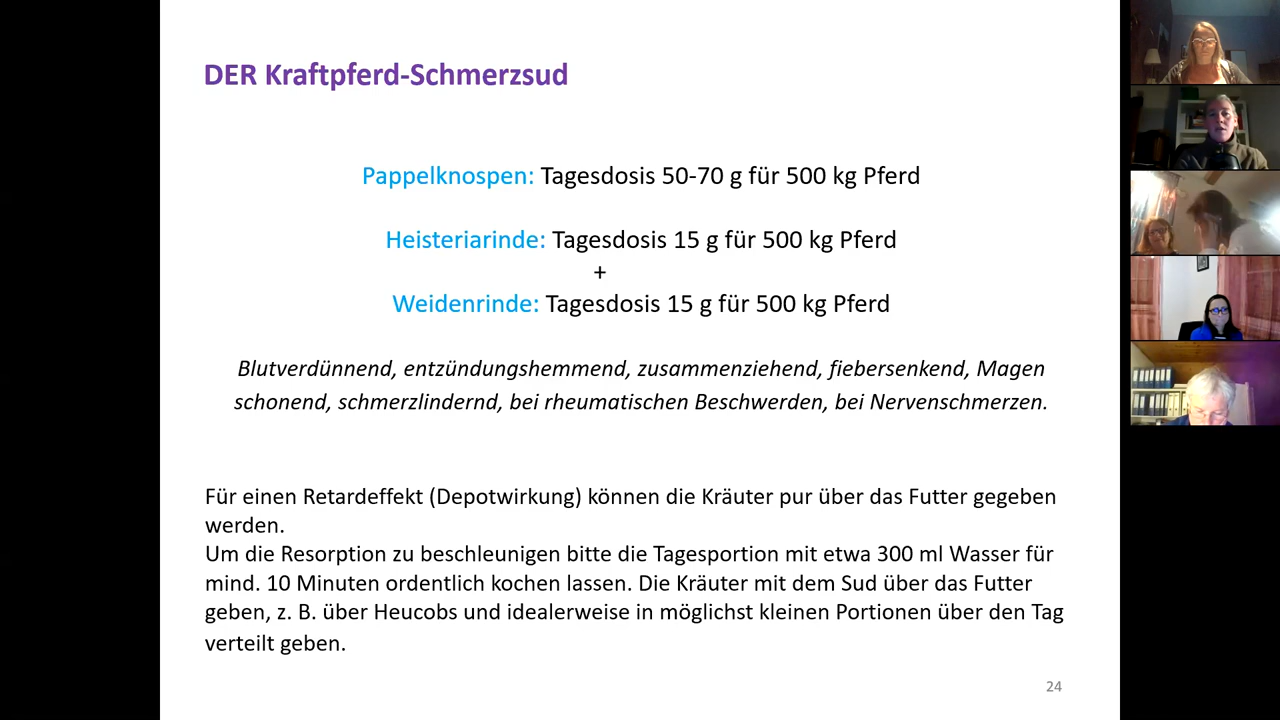 DER Kraftpferd-Schmerzsud
Pappelknospen: Tagesdosis 50-70 g für 500 kg Pferd
Heisteriarinde: Tagesdosis 15 g für 500 kg Pferd
+
Weidenrinde: Tagesdosis 15 g für 500 kg Pferd
Blutverdünnend, entzündungshemmend, zusammenziehend, fiebersenkend, Magen
schonend, schmerzlindernd, bei rheumatischen Beschwerden, bei Nervenschmerzen.
Für einen Retardeffekt (Depotwirkung) können die Kräuter pur über das Futter gegeben
werden.
Um die Resorption zu beschleunigen bitte die Tagesportion mit etwa 300 ml Wasser für
mind. 10 Minuten ordentlich kochen lassen. Die Kräuter mit dem Sud über das Futter
geben, z. B. über Heucobs und idealerweise in möglichst kleinen Portionen über den Tag
verteilt geben.
24